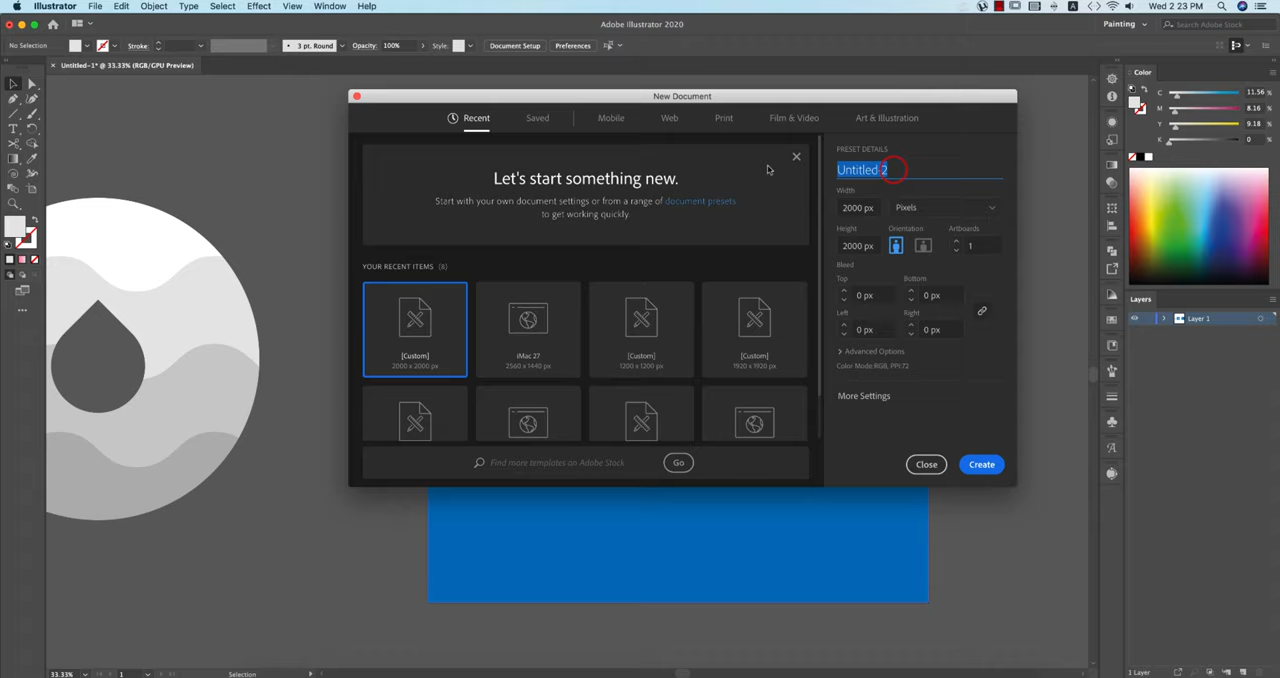 Illustrator File Edit Object Type Select Effect View Window Help
A Wed 2 23 PM
Adobe Illustrator 2020
Painting
Search Adobe Stock
No Selection
Stroke:
3 pt. Round
Opacity: 100%
Style:
Document Setup
Preferences
Untitled-1* @ 33.33% (RGB/GPU Preview)
New Document
Recent Saved Mobile Web Print Film & Video Art & Illustration
Let's start something new.
Start with your own document settings or from a range of document presets
to get working quickly.
YOUR RECENT ITEMS (8)
[Custom]
2000 x 2000 px
iMac 27
2560 x 1440 px
[Custom]
1200 x 1200 px
[Custom]
1920 x 1920 px
Find more templates on Adobe Stock
Go
PRESET DETAILS
Untitled-2
Width
2000 px
Pixels
Height Orientation Artboards
2000 px
1
Bleed
Top Bottom
0 px 0 px
Left Right
0 px 0 px
Advanced Options
Color Mode:RGB, PPI:72
More Settings
Close
Create
Color
C 11.56 %
M 8.16 %
Y 9.18 %
K 0 %
Layers
Layer 1
33.33%
1
Selection
1 Layer